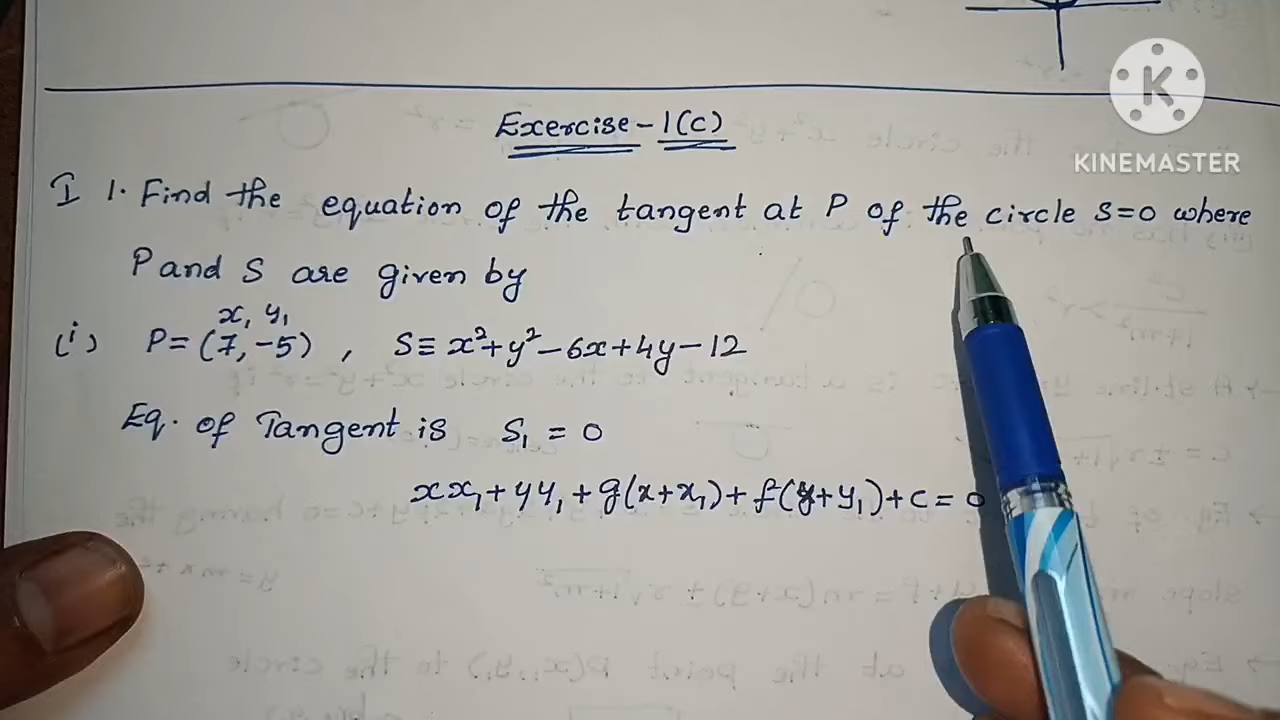 K
KINEMASTER
Exercise - 1(c)
I 1. Find the equation of the tangent at P of the circle S=0 where
P and S are given by
x₁ y₁
(i) P = (7, -5) , S ≡ x² + y² - 6x + 4y - 12
Eq. of Tangent is S₁ = 0
xx₁ + yy₁ + g(x+x₁) + f(y+y₁) + c = 0